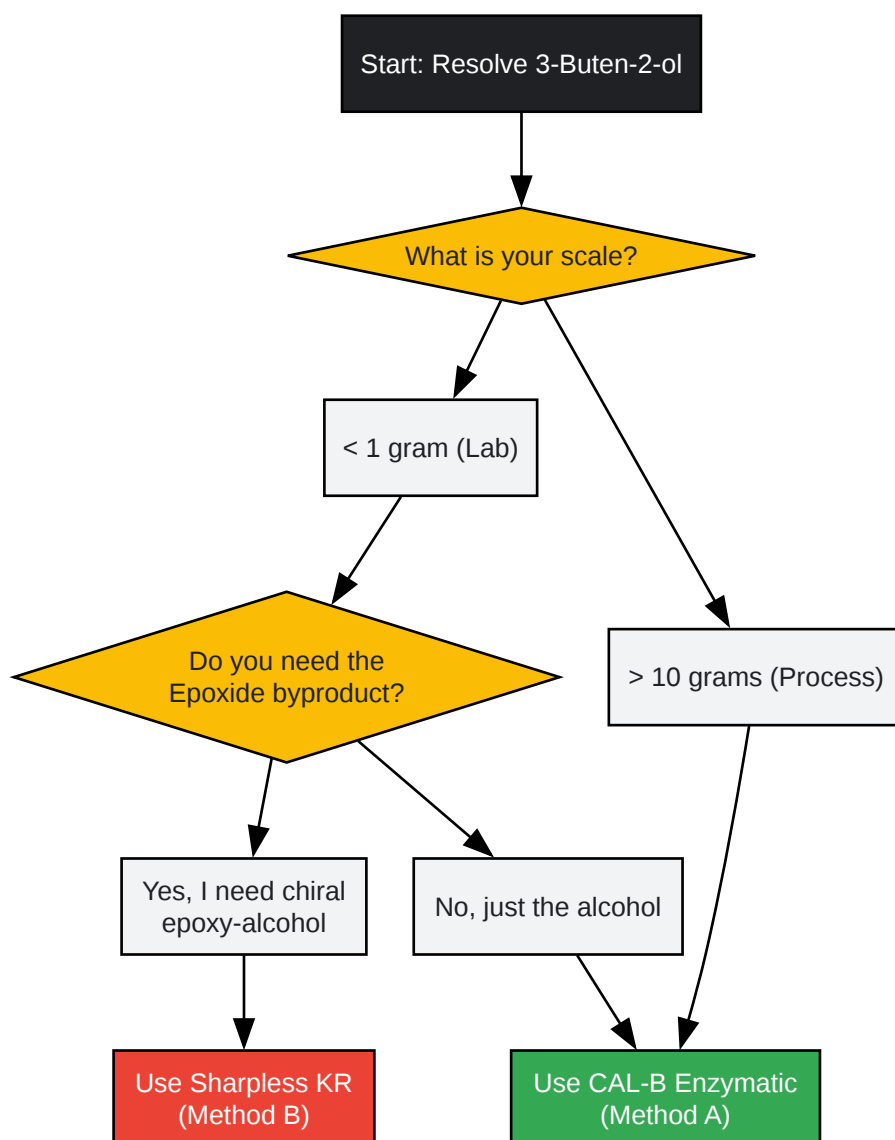 Start: Resolve 3-Buten-2-ol
What is your scale?
< 1 gram (Lab)
Do you need the
Epoxide byproduct?
> 10 grams (Process)
Yes, I need chiral
epoxy-alcohol
No, just the alcohol
Use Sharpless KR
(Method B)
Use CAL-B Enzymatic
(Method A)